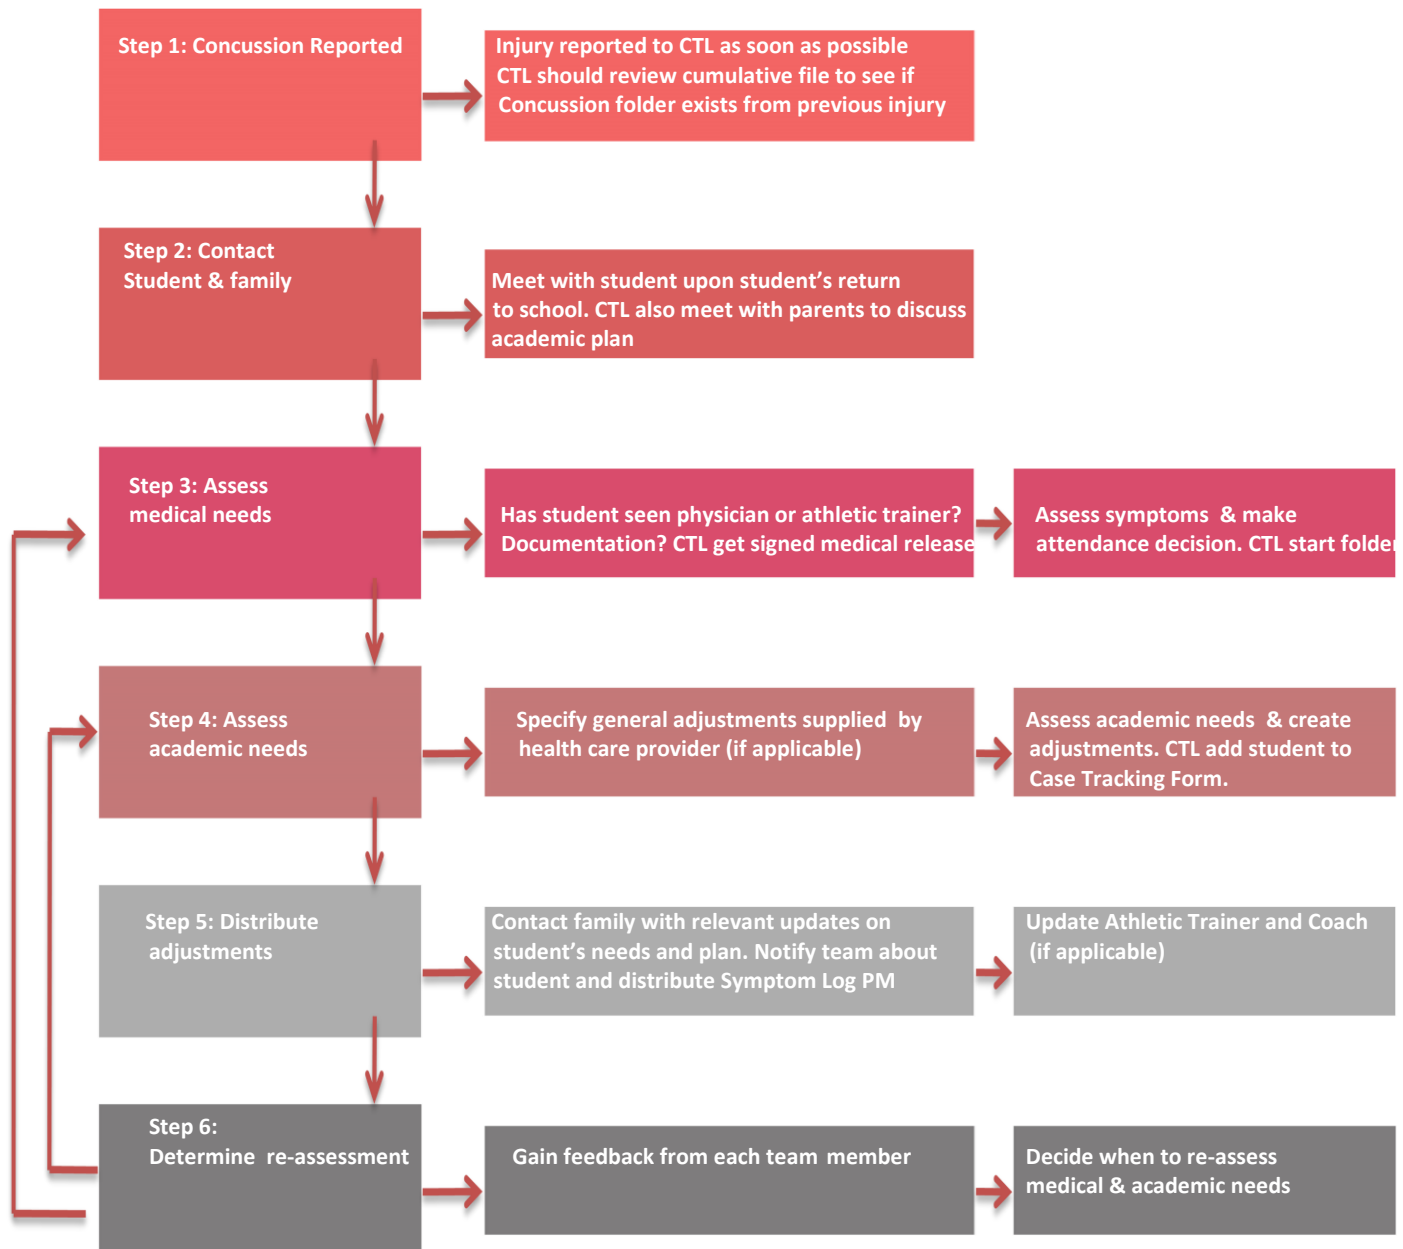 Step 1: Concussion Reported
Injury reported to CTL as soon as possible
CTL should review cumulative file to see if
Concussion folder exists from previous injury
Step 2: Contact
Student & family
Meet with student upon student’s return
to school. CTL also meet with parents to discuss
academic plan
Step 3: Assess
medical needs
Has student seen physician or athletic trainer?
Documentation? CTL get signed medical release
Assess symptoms & make
attendance decision. CTL start folder
Step 4: Assess
academic needs
Specify general adjustments supplied by
health care provider (if applicable)
Assess academic needs & create
adjustments. CTL add student to
Case Tracking Form.
Step 5: Distribute
adjustments
Contact family with relevant updates on
student’s needs and plan. Notify team about
student and distribute Symptom Log PM
Update Athletic Trainer and Coach
(if applicable)
Step 6:
Determine re-assessment
Gain feedback from each team member
Decide when to re-assess
medical & academic needs